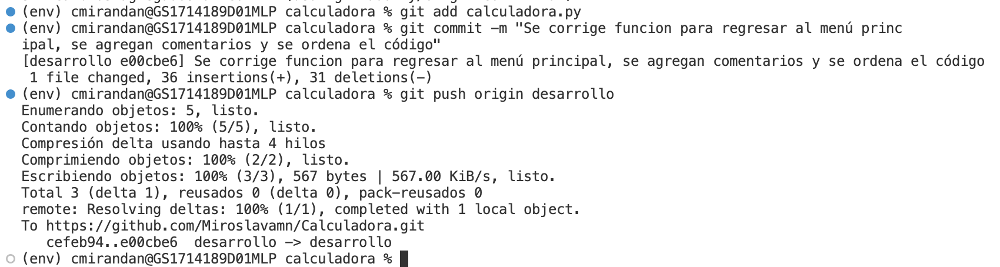 (env) cmirandan@GS1714189D01MLP calculadora % git add calculadora.py
(env) cmirandan@GS1714189D01MLP calculadora % git commit -m "Se corrige funcion para regresar al menú princ
ipal, se agregan comentarios y se ordena el código"
[desarrollo e00cbe6] Se corrige funcion para regresar al menú principal, se agregan comentarios y se ordena el código
 1 file changed, 36 insertions(+), 31 deletions(-)
(env) cmirandan@GS1714189D01MLP calculadora % git push origin desarrollo
Enumerando objetos: 5, listo.
Contando objetos: 100% (5/5), listo.
Compresión delta usando hasta 4 hilos
Comprimiendo objetos: 100% (2/2), listo.
Escribiendo objetos: 100% (3/3), 567 bytes | 567.00 KiB/s, listo.
Total 3 (delta 1), reusados 0 (delta 0), pack-reusados 0
remote: Resolving deltas: 100% (1/1), completed with 1 local object.
To https://github.com/Miroslavamn/Calculadora.git
   cefeb94..e00cbe6  desarrollo -> desarrollo
(env) cmirandan@GS1714189D01MLP calculadora %